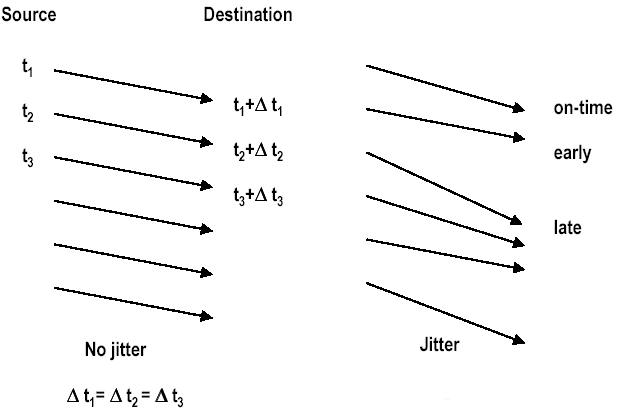 Source Destination
t₁
t₁+Δ t₁
on-time
t₂
t₂+Δ t₂
early
t₃
t₃+Δ t₃
late
No jitter
Jitter
Δ t₁= Δ t₂ = Δ t₃